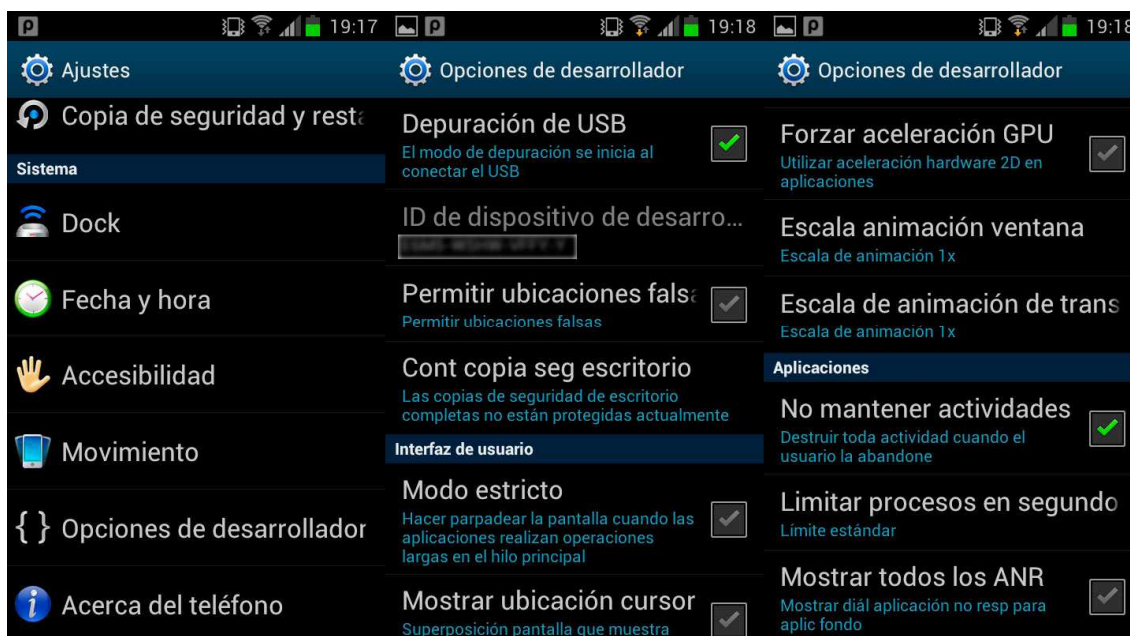 19:17
Ajustes
Copia de seguridad y resta
Sistema
Dock
Fecha y hora
Accesibilidad
Movimiento
{ } Opciones de desarrollador
Acerca del teléfono
19:18
Opciones de desarrollador
Depuración de USB
El modo de depuración se inicia al
conectar el USB
ID de dispositivo de desarro...
Permitir ubicaciones falsa
Permitir ubicaciones falsas
Cont copia seg escritorio
Las copias de seguridad de escritorio
completas no están protegidas actualmente
Interfaz de usuario
Modo estricto
Hacer parpadear la pantalla cuando las
aplicaciones realizan operaciones
largas en el hilo principal
Mostrar ubicación cursor
Superposición pantalla que muestra
19:18
Opciones de desarrollador
Forzar aceleración GPU
Utilizar aceleración hardware 2D en
aplicaciones
Escala animación ventana
Escala de animación 1x
Escala de animación de trans
Escala de animación 1x
Aplicaciones
No mantener actividades
Destruir toda actividad cuando el
usuario la abandone
Limitar procesos en segundo
Límite estándar
Mostrar todos los ANR
Mostrar diál aplicación no resp para
aplic fondo